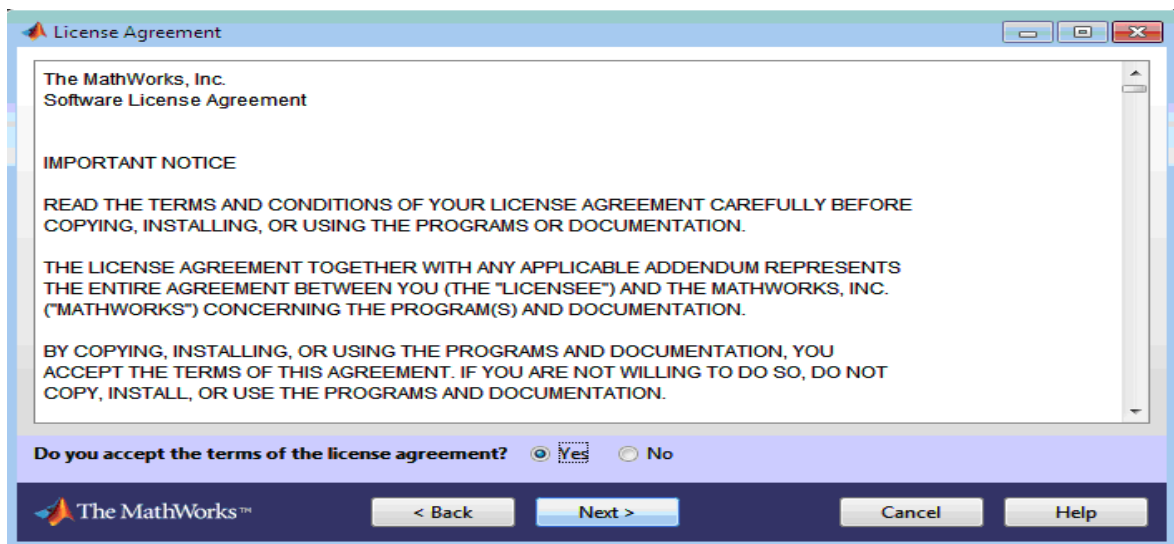 License Agreement
The MathWorks, Inc.
Software License Agreement
IMPORTANT NOTICE
READ THE TERMS AND CONDITIONS OF YOUR LICENSE AGREEMENT CAREFULLY BEFORE
COPYING, INSTALLING, OR USING THE PROGRAMS OR DOCUMENTATION.
THE LICENSE AGREEMENT TOGETHER WITH ANY APPLICABLE ADDENDUM REPRESENTS
THE ENTIRE AGREEMENT BETWEEN YOU (THE "LICENSEE") AND THE MATHWORKS, INC.
("MATHWORKS") CONCERNING THE PROGRAM(S) AND DOCUMENTATION.
BY COPYING, INSTALLING, OR USING THE PROGRAMS AND DOCUMENTATION, YOU
ACCEPT THE TERMS OF THIS AGREEMENT. IF YOU ARE NOT WILLING TO DO SO, DO NOT
COPY, INSTALL, OR USE THE PROGRAMS AND DOCUMENTATION.
Do you accept the terms of the license agreement? Yes No
The MathWorks™ < Back Next > Cancel Help